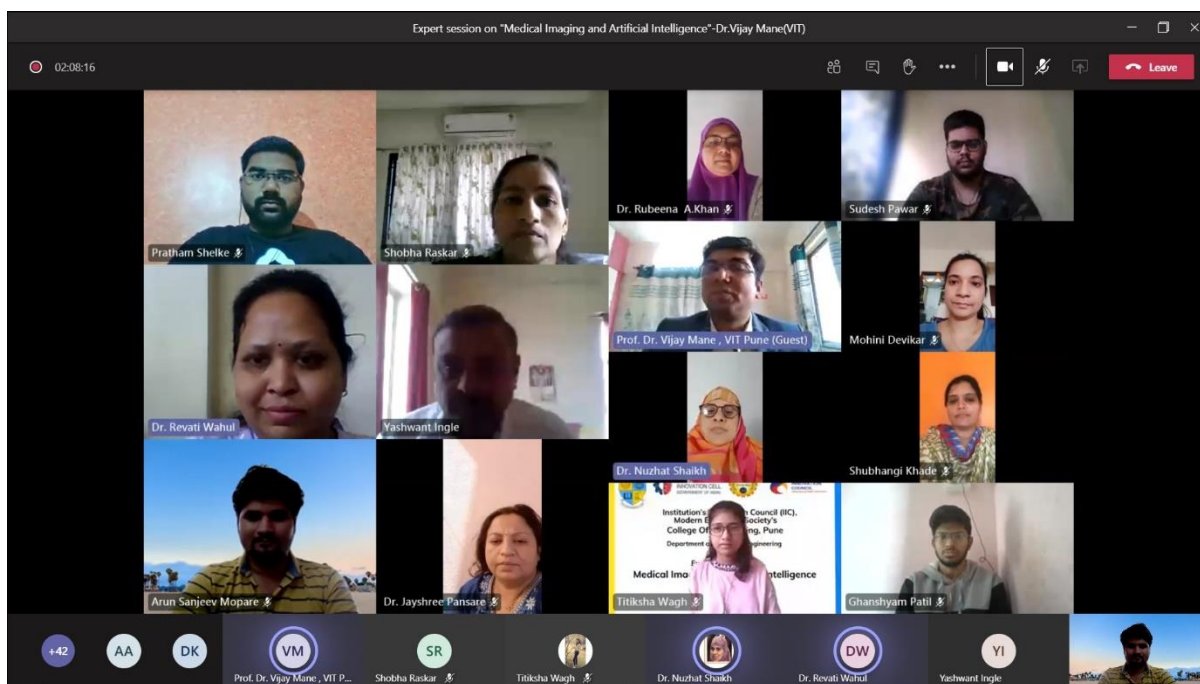 Expert session on "Medical Imaging and Artificial Intelligence"-Dr.Vijay Mane(VIT)
02:08:16
Leave
Pratham Shelke
Shobha Raskar
Dr. Rubeena A.Khan
Sudesh Pawar
Prof. Dr. Vijay Mane , VIT Pune (Guest)
Mohini Devikar
Dr. Revati Wahul
Yashwant Ingle
Dr. Nuzhat Shaikh
Shubhangi Khade
INNOVATION CELL
Institution's Council (IIC),
Modern E Society's
College Of ing, Pune
Department o gineering
Medical Ima telligence
Arun Sanjeev Mopare
Dr. Jayshree Pansare
Titiksha Wagh
Ghanshyam Patil
+42
AA
DK
VM
SR
DW
YI
Prof. Dr. Vijay Mane , VIT P...
Shobha Raskar
Titiksha Wagh
Dr. Nuzhat Shaikh
Dr. Revati Wahul
Yashwant Ingle